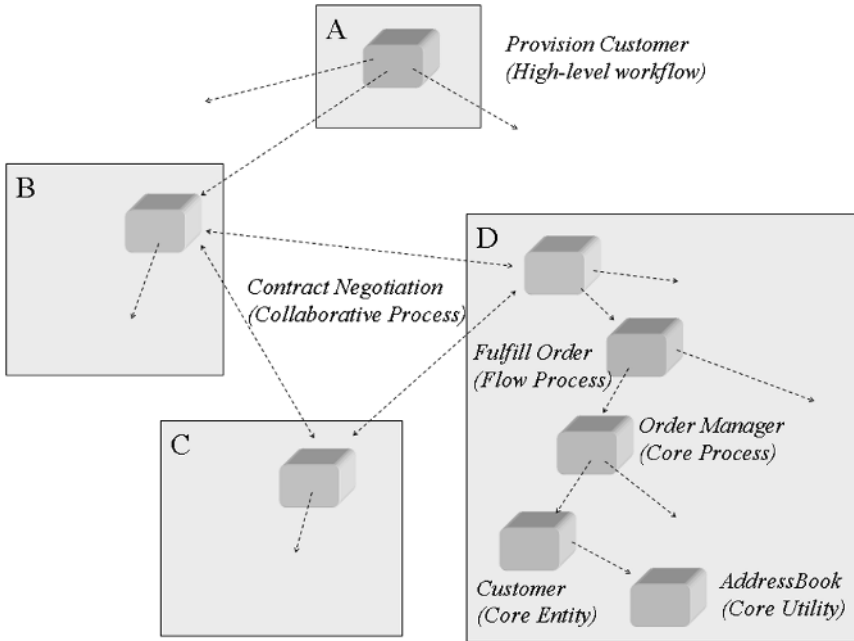 A
Provision Customer
(High-level workflow)
B
D
Contract Negotiation
(Collaborative Process)
Fulfill Order
(Flow Process)
Order Manager
(Core Process)
C
Customer
(Core Entity)
AddressBook
(Core Utility)